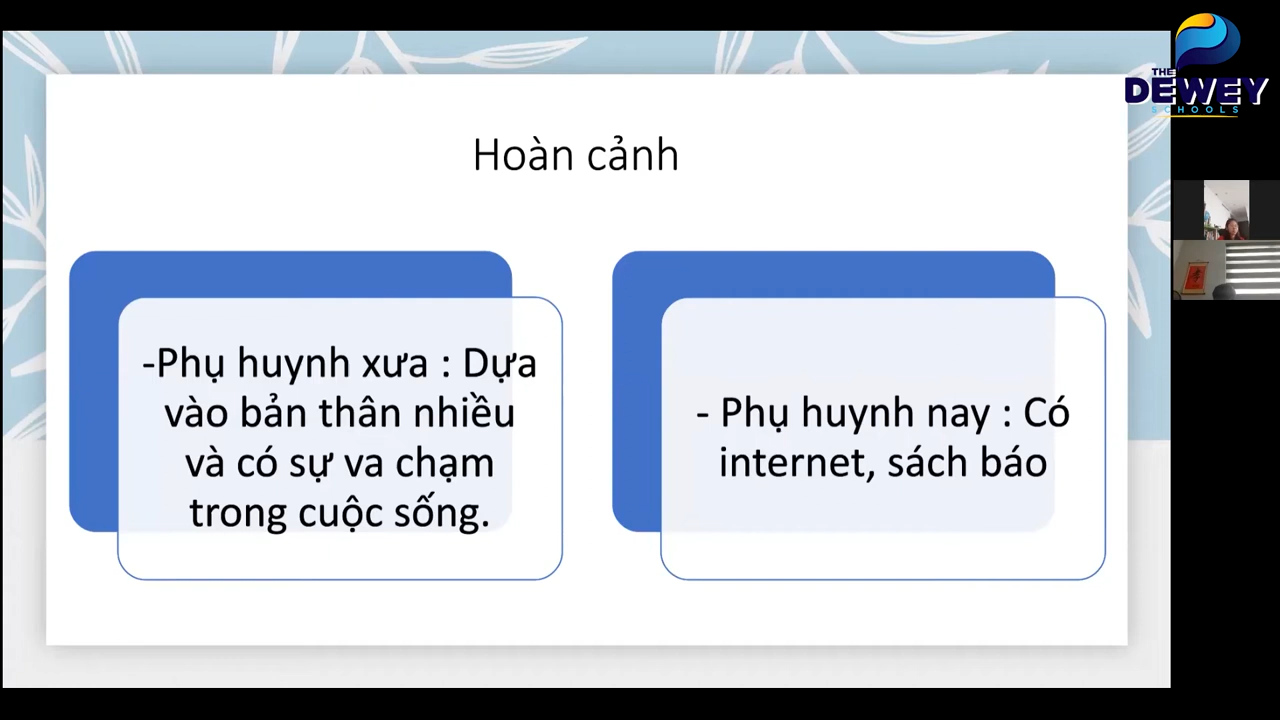 THE
DEWEY
SCHOOLS
Hoàn cảnh
-Phụ huynh xưa : Dựa
vào bản thân nhiều
và có sự va chạm
trong cuộc sống.
- Phụ huynh nay : Có
internet, sách báo